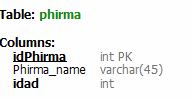 Table: phirma
Columns:
idPhirma int PK
Phirma_name varchar(45)
idad int